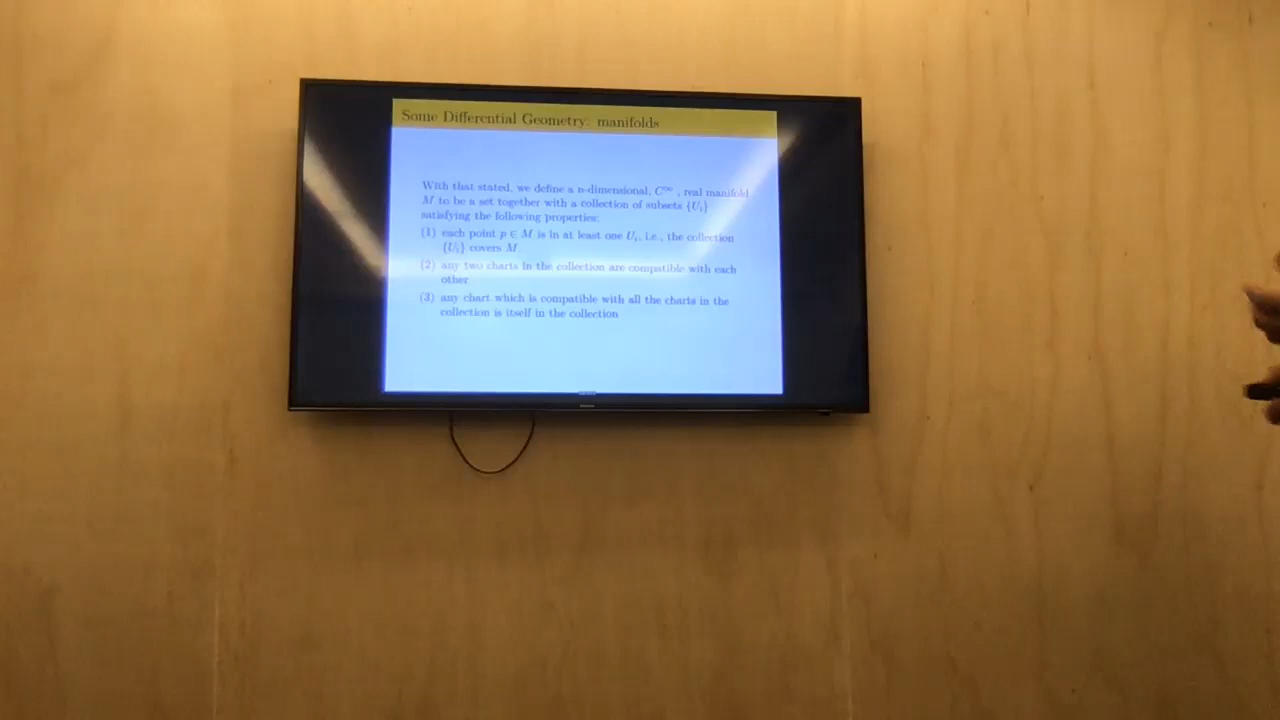 Some Differential Geometry: manifolds
With that stated, we define a n-dimensional, C∞ , real manifold
M to be a set together with a collection of subsets {Ui}
satisfying the following properties:
(1) each point p ∈ M is in at least one Ui, i.e., the collection
{Ui} covers M
(2) any two charts in the collection are compatible with each
other
(3) any chart which is compatible with all the charts in the
collection is itself in the collection